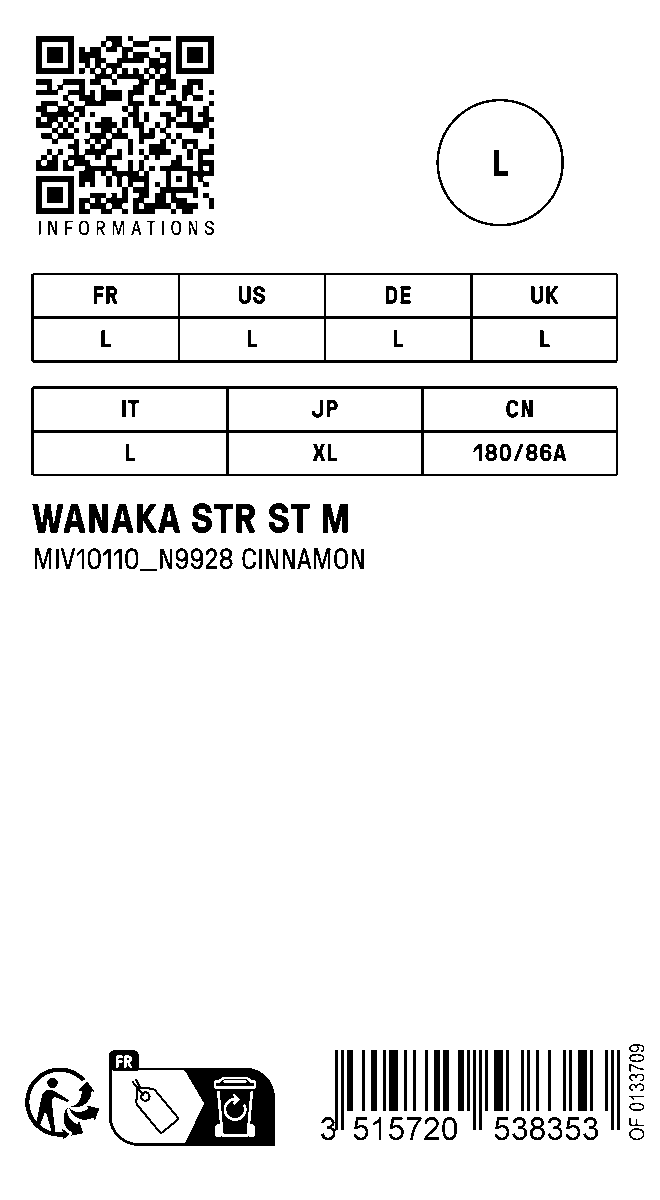 INFORMATIONS
L
FR US DE UK
L L L L
IT JP CN
L XL 180/86A
WANAKA STR ST M
MIV10110_N9928 CINNAMON
FR
3 515720 538353
OF 0133709